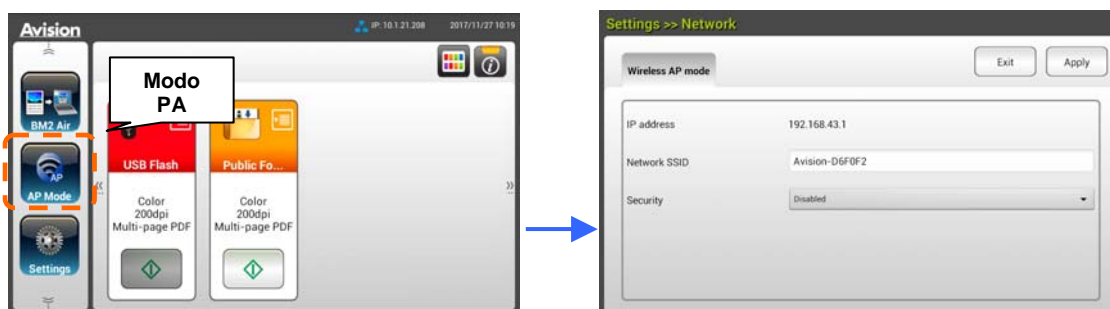 Avision
IP: 10.1.21.208 2017/11/27 10:19
Modo
PA
BM2 Air
AP
AP Mode
Settings
USB Flash
Color
200dpi
Multi-page PDF
Public Fo...
Color
200dpi
Multi-page PDF
Settings >> Network
Wireless AP mode
Exit
Apply
IP address 192.168.43.1
Network SSID Avision-D6F0F2
Security Disabled